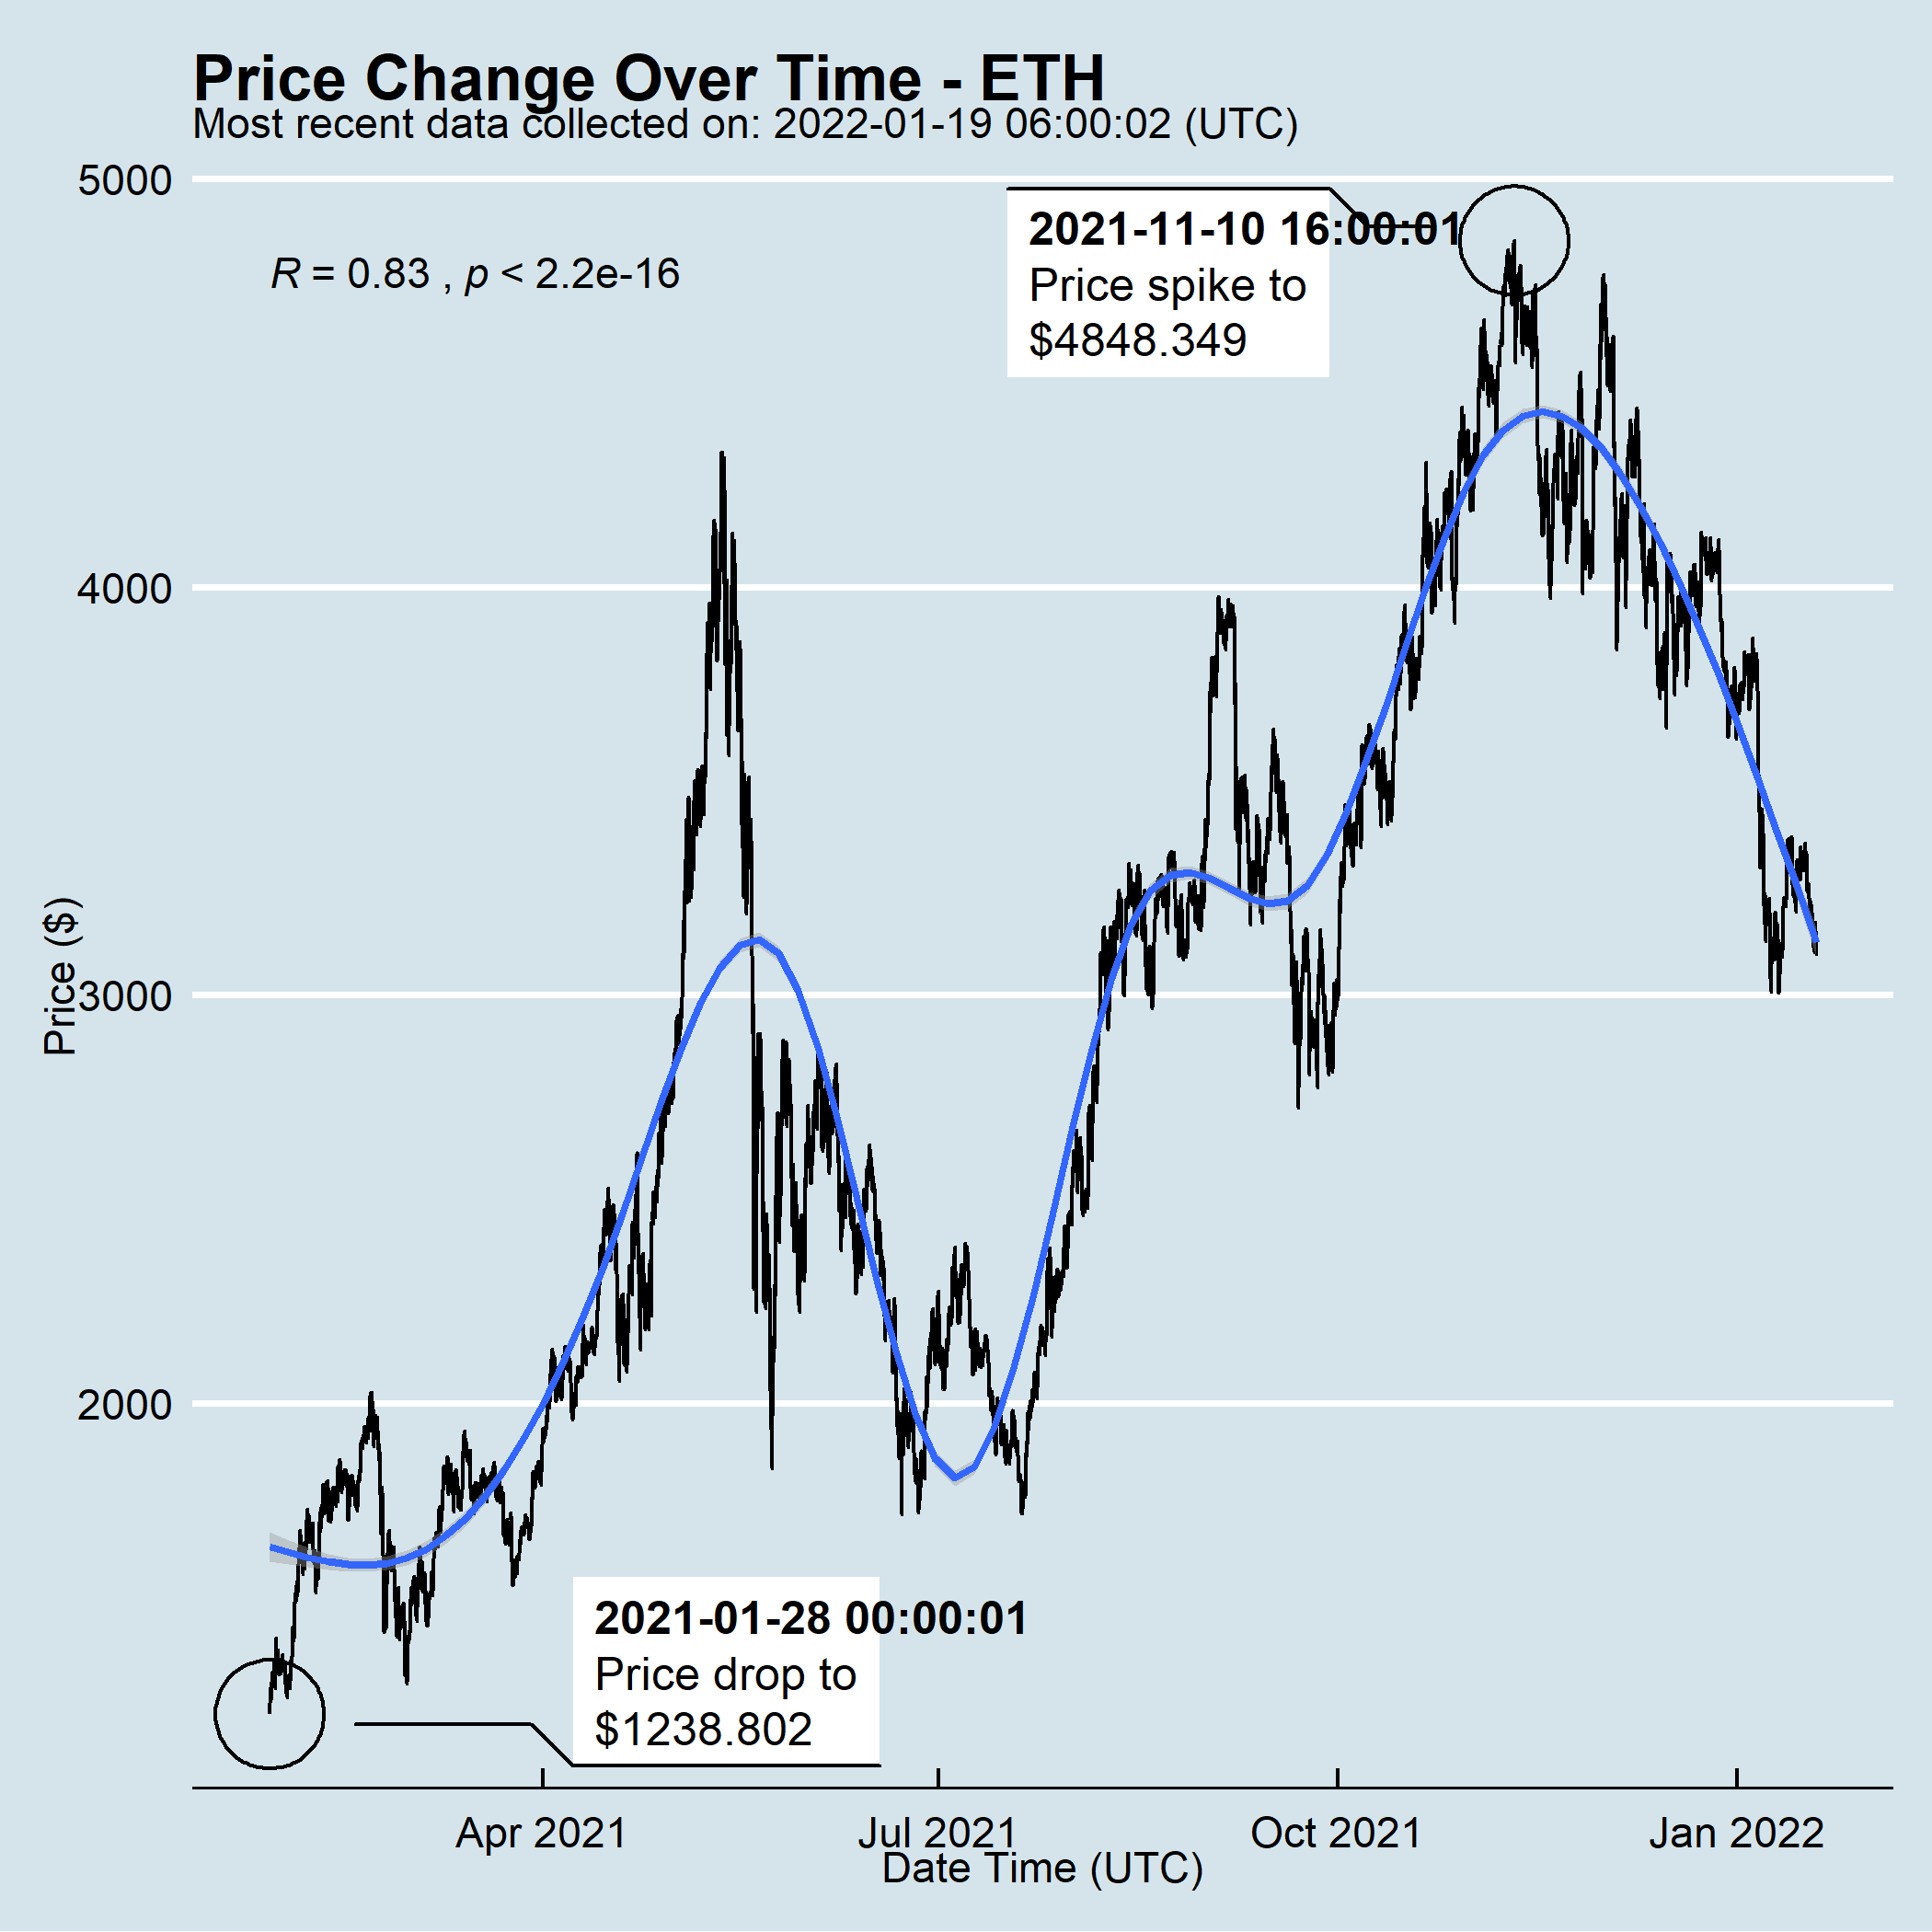 Price Change Over Time - ETH
Most recent data collected on: 2022-01-19 06:00:02 (UTC)
5000
2021-11-10 16:00:01
Price spike to
$4848.349
R = 0.83 , p < 2.2e-16
4000
Price ($)
3000
2000
2021-01-28 00:00:01
Price drop to
$1238.802
Apr 2021 Jul 2021 Oct 2021 Jan 2022
Date Time (UTC)